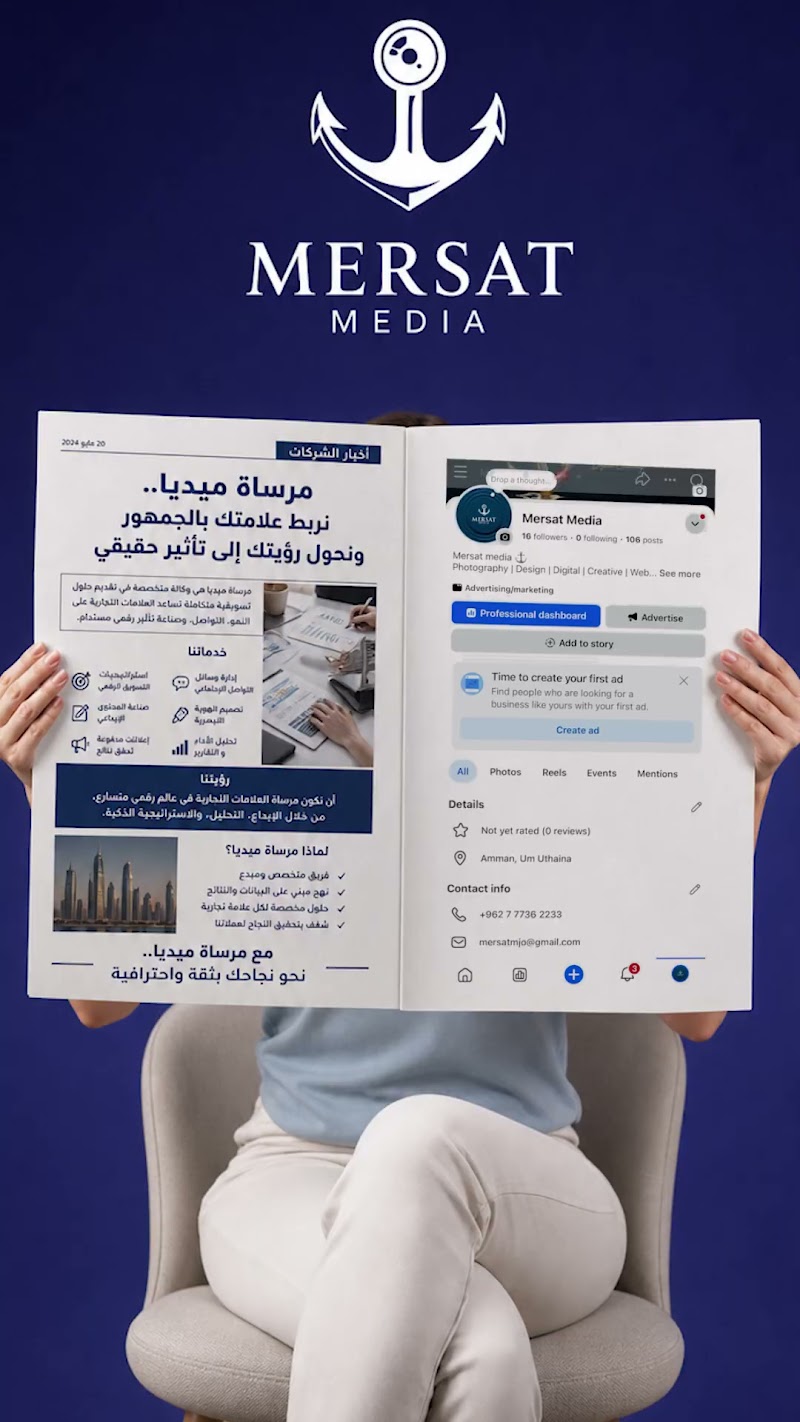 MERSAT
MEDIA
20 مايو 2024
أخبار الشركات
مرساة ميديا..
نربط علامتك بالجمهور
ونحول رؤيتك إلى تأثير حقيقي
مرساة ميديا هي وكالة متخصصة في تقديم حلول
تسويقية متكاملة تساعد العلامات التجارية على
النمو، التواصل، وصناعة تأثير رقمي مستدام.
خدماتنا
إدارة وسائل
التواصل الاجتماعي
استراتيجيات
التسويق الرقمي
تصميم الهوية
البصرية
صناعة المحتوى
الإبداعي
تحليل الأداء
و التقارير
إعلانات مدفوعة
تحقق نتائج
رؤيتنا
أن نكون مرساة العلامات التجارية في عالم رقمي متسارع،
من خلال الإبداع، التحليل، والاستراتيجية الذكية.
لماذا مرساة ميديا؟
فريق متخصص ومبدع
نهج مبني على البيانات والنتائج
حلول مخصصة لكل علامة تجارية
شغف بتحقيق النجاح لعملائنا
مع مرساة ميديا..
نحو نجاحك بثقة واحترافية
Drop a thought...
MERSAT
Mersat Media
16 followers · 0 following · 106 posts
Mersat media
Photography | Design | Digital | Creative | Web... See more
Advertising/marketing
Professional dashboard
Advertise
Add to story
Time to create your first ad
Find people who are looking for a
business like yours with your first ad.
Create ad
All Photos Reels Events Mentions
Details
Not yet rated (0 reviews)
Amman, Um Uthaina
Contact info
+962 7 7736 2233
mersatmjo@gmail.com
3